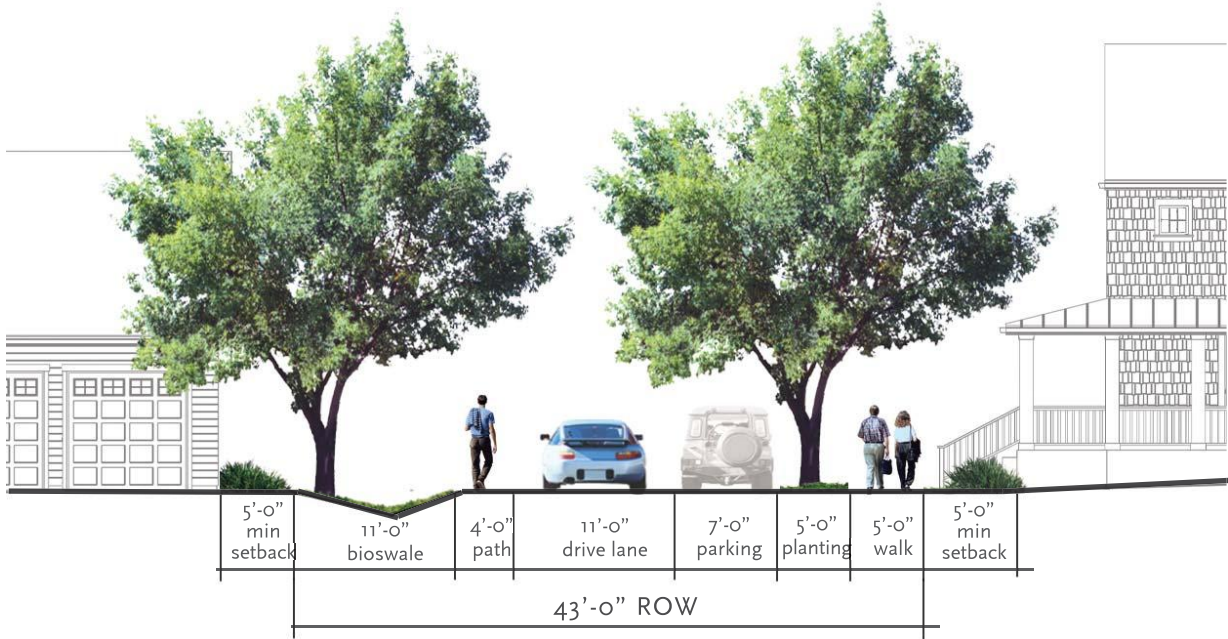 5'-0"
min
setback
11'-0"
bioswale
4'-0"
path
11'-0"
drive lane
7'-0"
parking
5'-0"
planting
5'-0"
walk
5'-0"
min
setback
43'-0" ROW